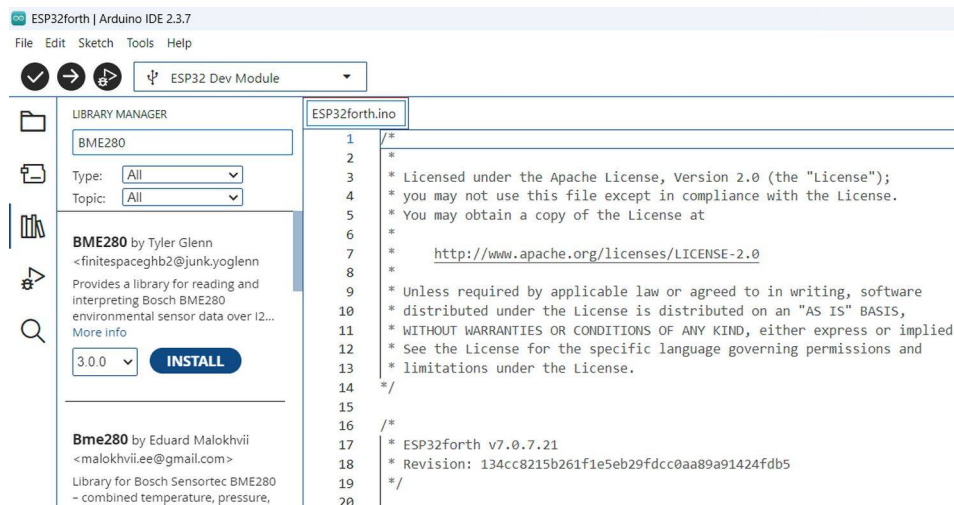 ESP32forth | Arduino IDE 2.3.7
File Edit Sketch Tools Help
ESP32 Dev Module
LIBRARY MANAGER
BME280
Type: All
Topic: All
BME280 by Tyler Glenn
<finitespaceghb2@junk.yoglenn
Provides a library for reading and
interpreting Bosch BME280
environmental sensor data over I2...
More info
3.0.0 INSTALL
Bme280 by Eduard Malokhvii
<malokhvii.ee@gmail.com>
Library for Bosch Sensortec BME280
– combined temperature, pressure,
ESP32forth.ino
1 /*
2 *
3 * Licensed under the Apache License, Version 2.0 (the "License");
4 * you may not use this file except in compliance with the License.
5 * You may obtain a copy of the License at
6 *
7 * http://www.apache.org/licenses/LICENSE-2.0
8 *
9 * Unless required by applicable law or agreed to in writing, software
10 * distributed under the License is distributed on an "AS IS" BASIS,
11 * WITHOUT WARRANTIES OR CONDITIONS OF ANY KIND, either express or implied
12 * See the License for the specific language governing permissions and
13 * limitations under the License.
14 */
15
16 /*
17 * ESP32forth v7.0.7.21
18 * Revision: 134cc8215b261f1e5eb29fdcc0aa89a91424fdb5
19 */
20